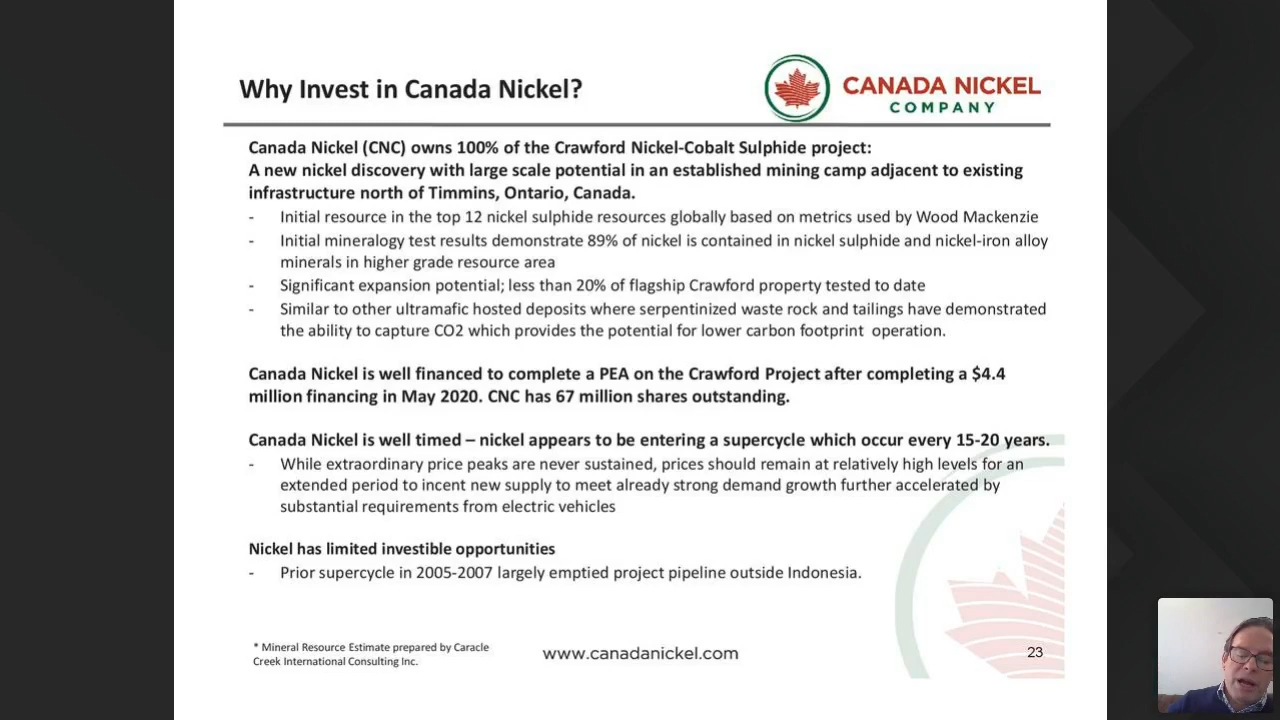 Why Invest in Canada Nickel?
CANADA NICKEL
COMPANY
Canada Nickel (CNC) owns 100% of the Crawford Nickel-Cobalt Sulphide project:
A new nickel discovery with large scale potential in an established mining camp adjacent to existing
infrastructure north of Timmins, Ontario, Canada.
- Initial resource in the top 12 nickel sulphide resources globally based on metrics used by Wood Mackenzie
- Initial mineralogy test results demonstrate 89% of nickel is contained in nickel sulphide and nickel-iron alloy
minerals in higher grade resource area
- Significant expansion potential; less than 20% of flagship Crawford property tested to date
- Similar to other ultramafic hosted deposits where serpentinized waste rock and tailings have demonstrated
the ability to capture CO2 which provides the potential for lower carbon footprint operation.
Canada Nickel is well financed to complete a PEA on the Crawford Project after completing a $4.4
million financing in May 2020. CNC has 67 million shares outstanding.
Canada Nickel is well timed – nickel appears to be entering a supercycle which occur every 15-20 years.
- While extraordinary price peaks are never sustained, prices should remain at relatively high levels for an
extended period to incent new supply to meet already strong demand growth further accelerated by
substantial requirements from electric vehicles
Nickel has limited investible opportunities
- Prior supercycle in 2005-2007 largely emptied project pipeline outside Indonesia.
* Mineral Resource Estimate prepared by Caracle
Creek International Consulting Inc.
www.canadanickel.com
23